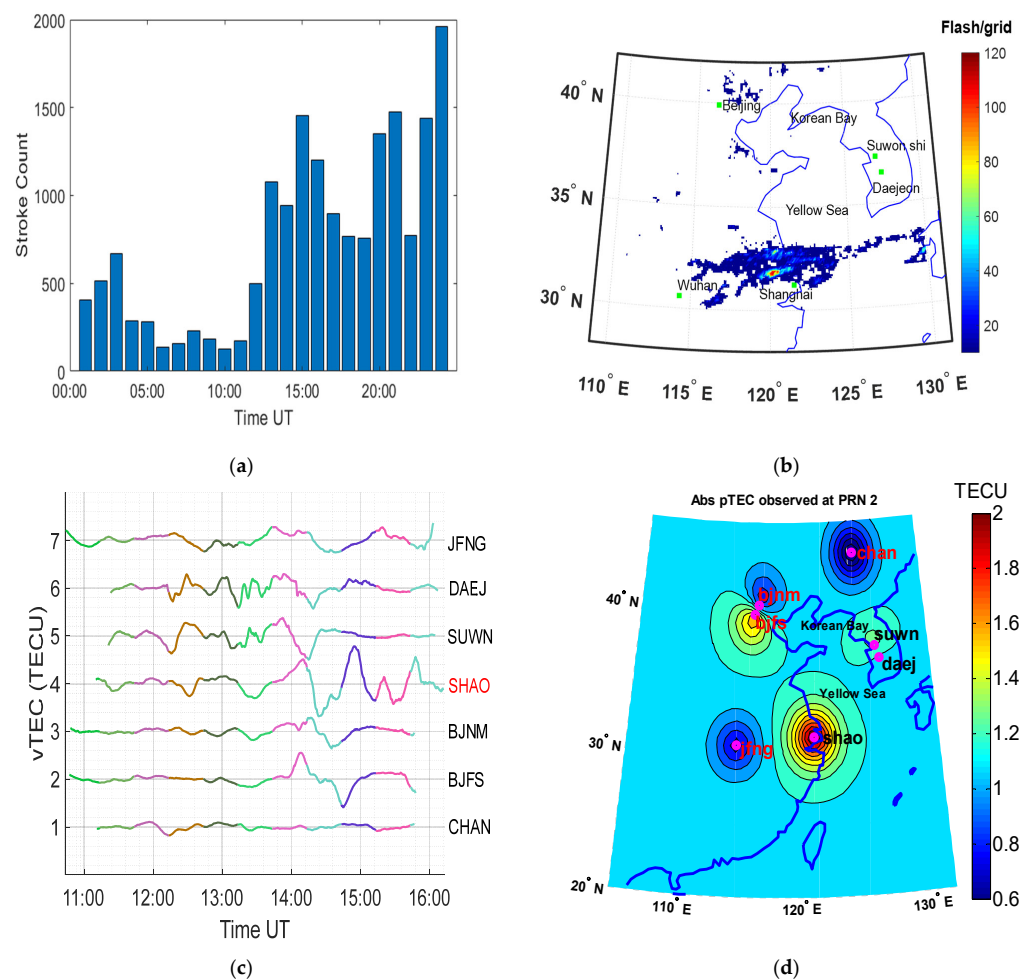 2000
1500
1000
500
0
Stroke Count
00:00 05:00 10:00 15:00 20:00
Time UT
(a)
Flash/grid
120
100
80
60
40
20
40° N
35° N
30° N
Beijing
Korean Bay
Suwon shi
Daejeon
Yellow Sea
Wuhan
Shanghai
110° E 115° E 120° E 125° E 130° E
(b)
vTEC (TECU)
7 JFNG
6 DAEJ
5 SUWN
4 SHAO
3 BJNM
2 BJFS
1 CHAN
11:00 12:00 13:00 14:00 15:00 16:00
Time UT
(c)
Abs pTEC observed at PRN 2
TECU
2
1.8
1.6
1.4
1.2
1
0.8
0.6
chan
bjnm
40° N
bjfs
Korean Bay
suwn
daej
Yellow Sea
30° N
jfng
shao
20° N
110° E 120° E 130° E
(d)